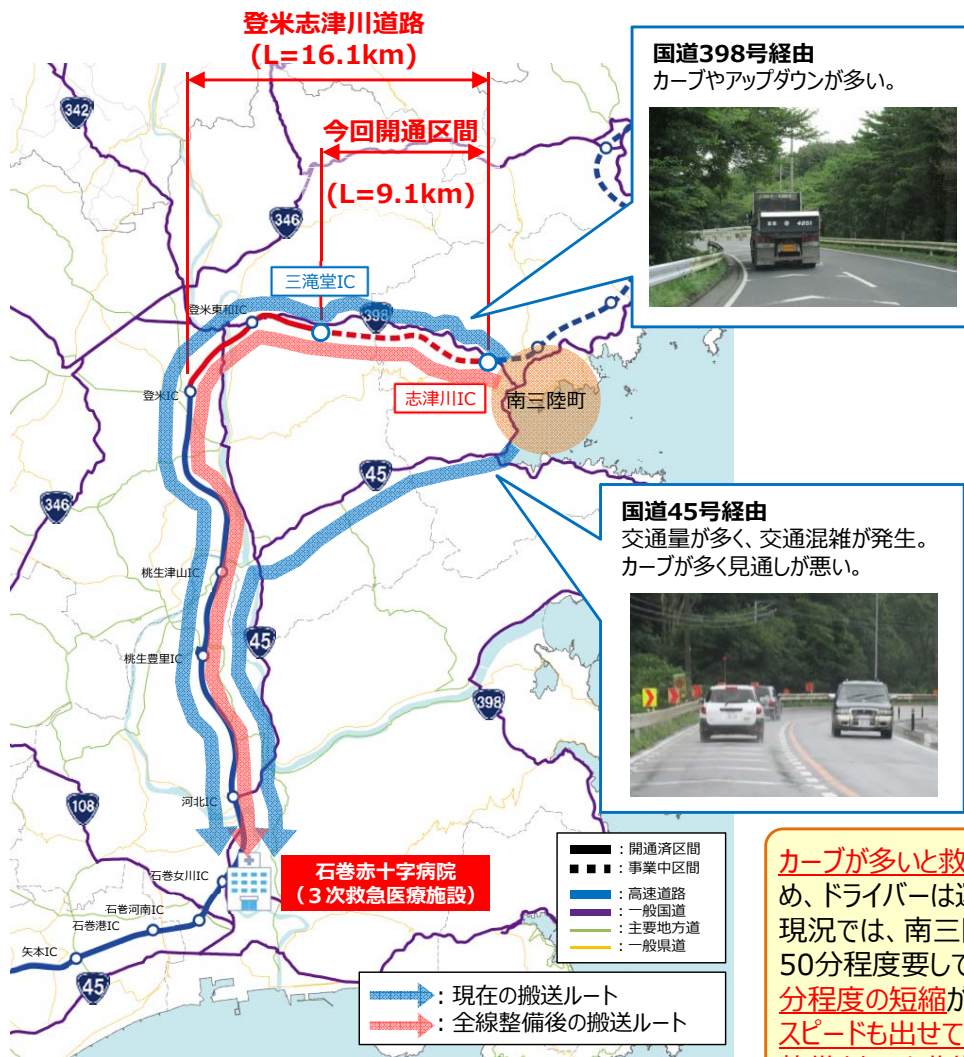 登米志津川道路
(L=16.1km)
今回開通区間
(L=9.1km)
国道398号経由
カーブやアップダウンが多い。
342
346
三滝堂IC
398
登米東和IC
登米IC
志津川IC
南三陸町
45
346
国道45号経由
交通量が多く、交通混雑が発生。
カーブが多く見通しが悪い。
桃生津山IC
45
桃生豊里IC
398
108
河北IC
石巻赤十字病院
(３次救急医療施設)
石巻女川IC
石巻河南IC
石巻港IC
矢本IC
45
：開通済区間
：事業中区間
：高速道路
：一般国道
：主要地方道
：一般県道
：現在の搬送ルート
：全線整備後の搬送ルート
カーブが多いと救
め、ドライバーは
現況では、南三
50分程度要して
分程度の短縮が
スピードも出せて